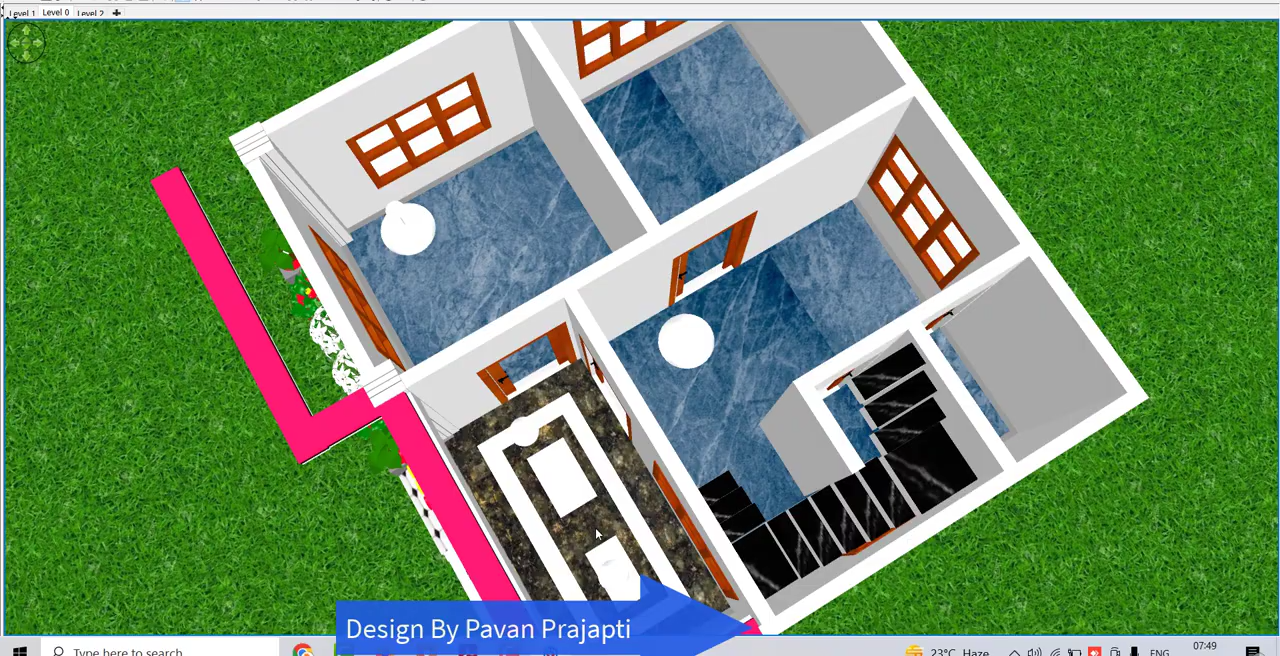 Level 1 Level 0 Level 2
Design By Pavan Prajapti
Type here to search
23°C Haze
ENG
07:49